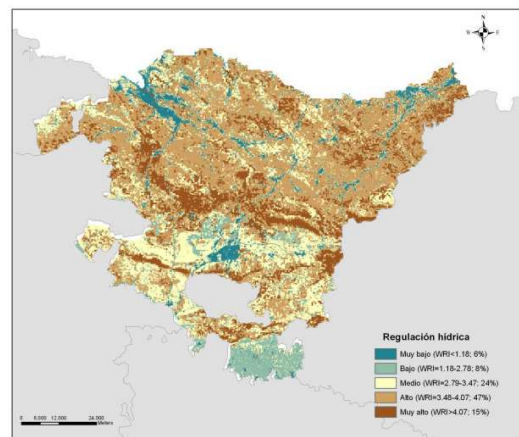 N
W E
S
Regulación hídrica
Muy bajo (WRI<1.18; 6%)
Bajo (WRI=1.18-2.78; 8%)
Medio (WRI=2.79-3.47; 24%)
Alto (WRI=3.48-4.07; 47%)
Muy alto (WRI>4.07; 15%)
0 6.000 12.000 24.000
Meters